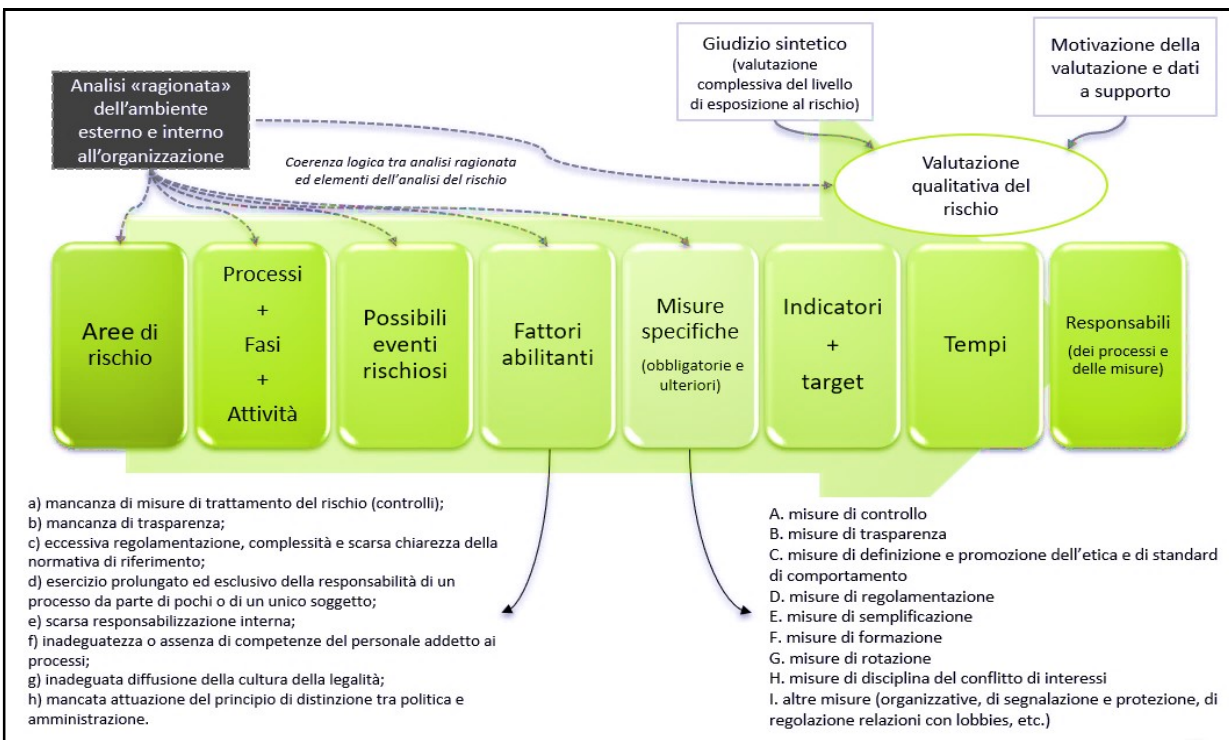 Giudizio sintetico
(valutazione
complessiva del livello
di esposizione al rischio)
Motivazione della
valutazione e dati
a supporto
Analisi «ragionata»
dell’ambiente
esterno e interno
all’organizzazione
Coerenza logica tra analisi ragionata
ed elementi dell’analisi del rischio
Valutazione
qualitativa del
rischio
Aree di
rischio
Processi
+
Fasi
+
Attività
Possibili
eventi
rischiosi
Fattori
abilitanti
Misure
specifiche
(obbligatorie e
ulteriori)
Indicatori
+
target
Tempi
Responsabili
(dei processi e
delle misure)
a) mancanza di misure di trattamento del rischio (controlli);
b) mancanza di trasparenza;
c) eccessiva regolamentazione, complessità e scarsa chiarezza della
normativa di riferimento;
d) esercizio prolungato ed esclusivo della responsabilità di un
processo da parte di pochi o di un unico soggetto;
e) scarsa responsabilizzazione interna;
f) inadeguatezza o assenza di competenze del personale addetto ai
processi;
g) inadeguata diffusione della cultura della legalità;
h) mancata attuazione del principio di distinzione tra politica e
amministrazione.
A. misure di controllo
B. misure di trasparenza
C. misure di definizione e promozione dell’etica e di standard
di comportamento
D. misure di regolamentazione
E. misure di semplificazione
F. misure di formazione
G. misure di rotazione
H. misure di disciplina del conflitto di interessi
I. altre misure (organizzative, di segnalazione e protezione, di
regolazione relazioni con lobbies, etc.)